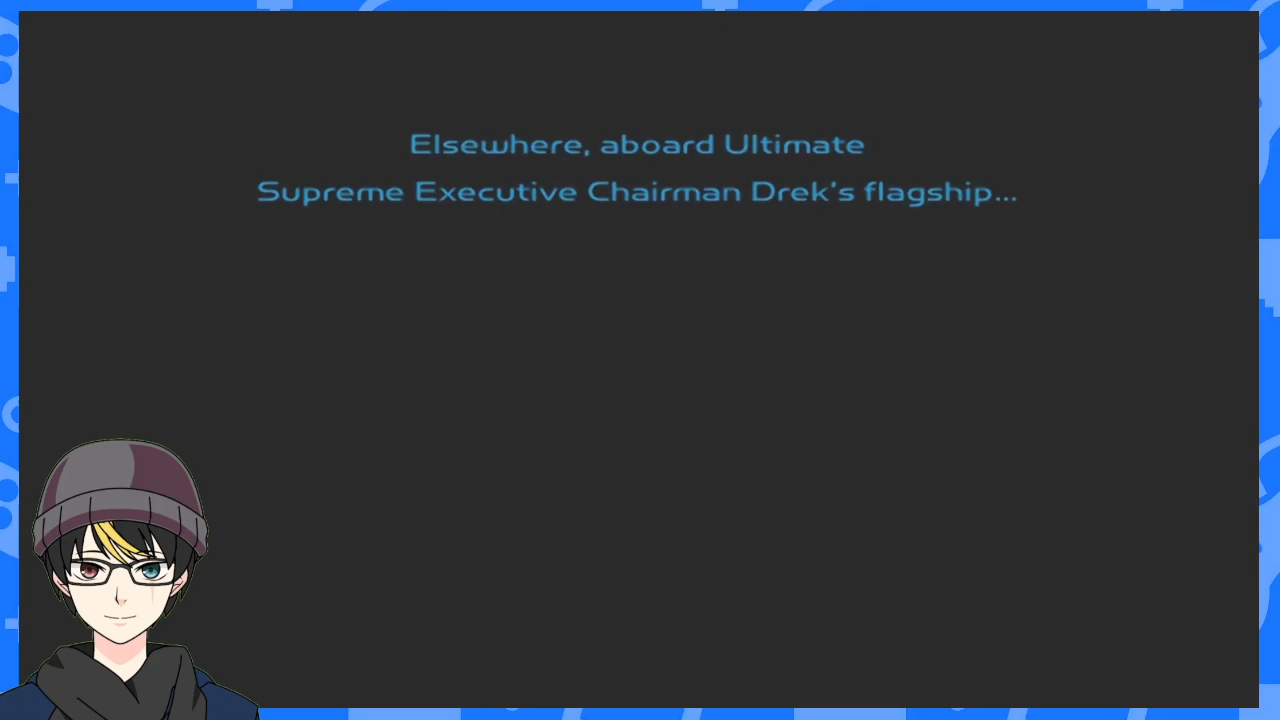 Elsewhere, aboard Ultimate
Supreme Executive Chairman Drek's flagship...